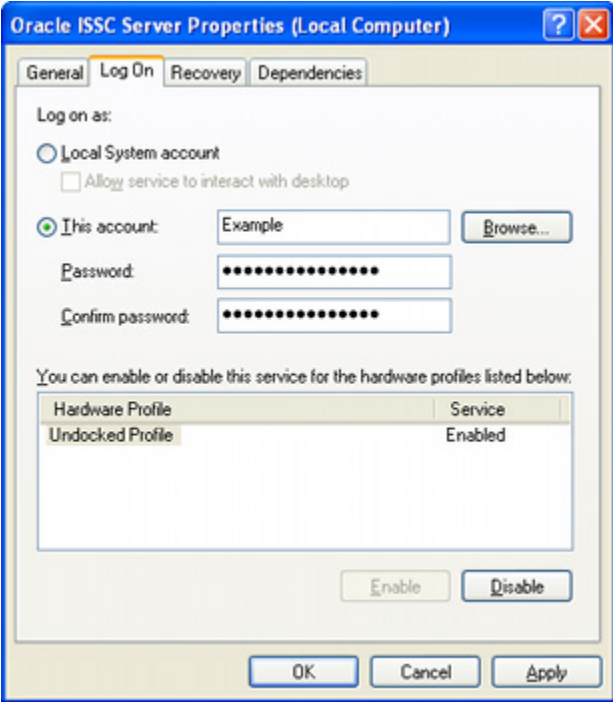 Oracle ISSC Server Properties (Local Computer)
General Log On Recovery Dependencies
Log on as:
Local System account
Allow service to interact with desktop
This account: Example Browse...
Password: •••••••••••••••
Confirm password: •••••••••••••••
You can enable or disable this service for the hardware profiles listed below:
Hardware Profile Service
Undocked Profile Enabled
Enable Disable
OK Cancel Apply